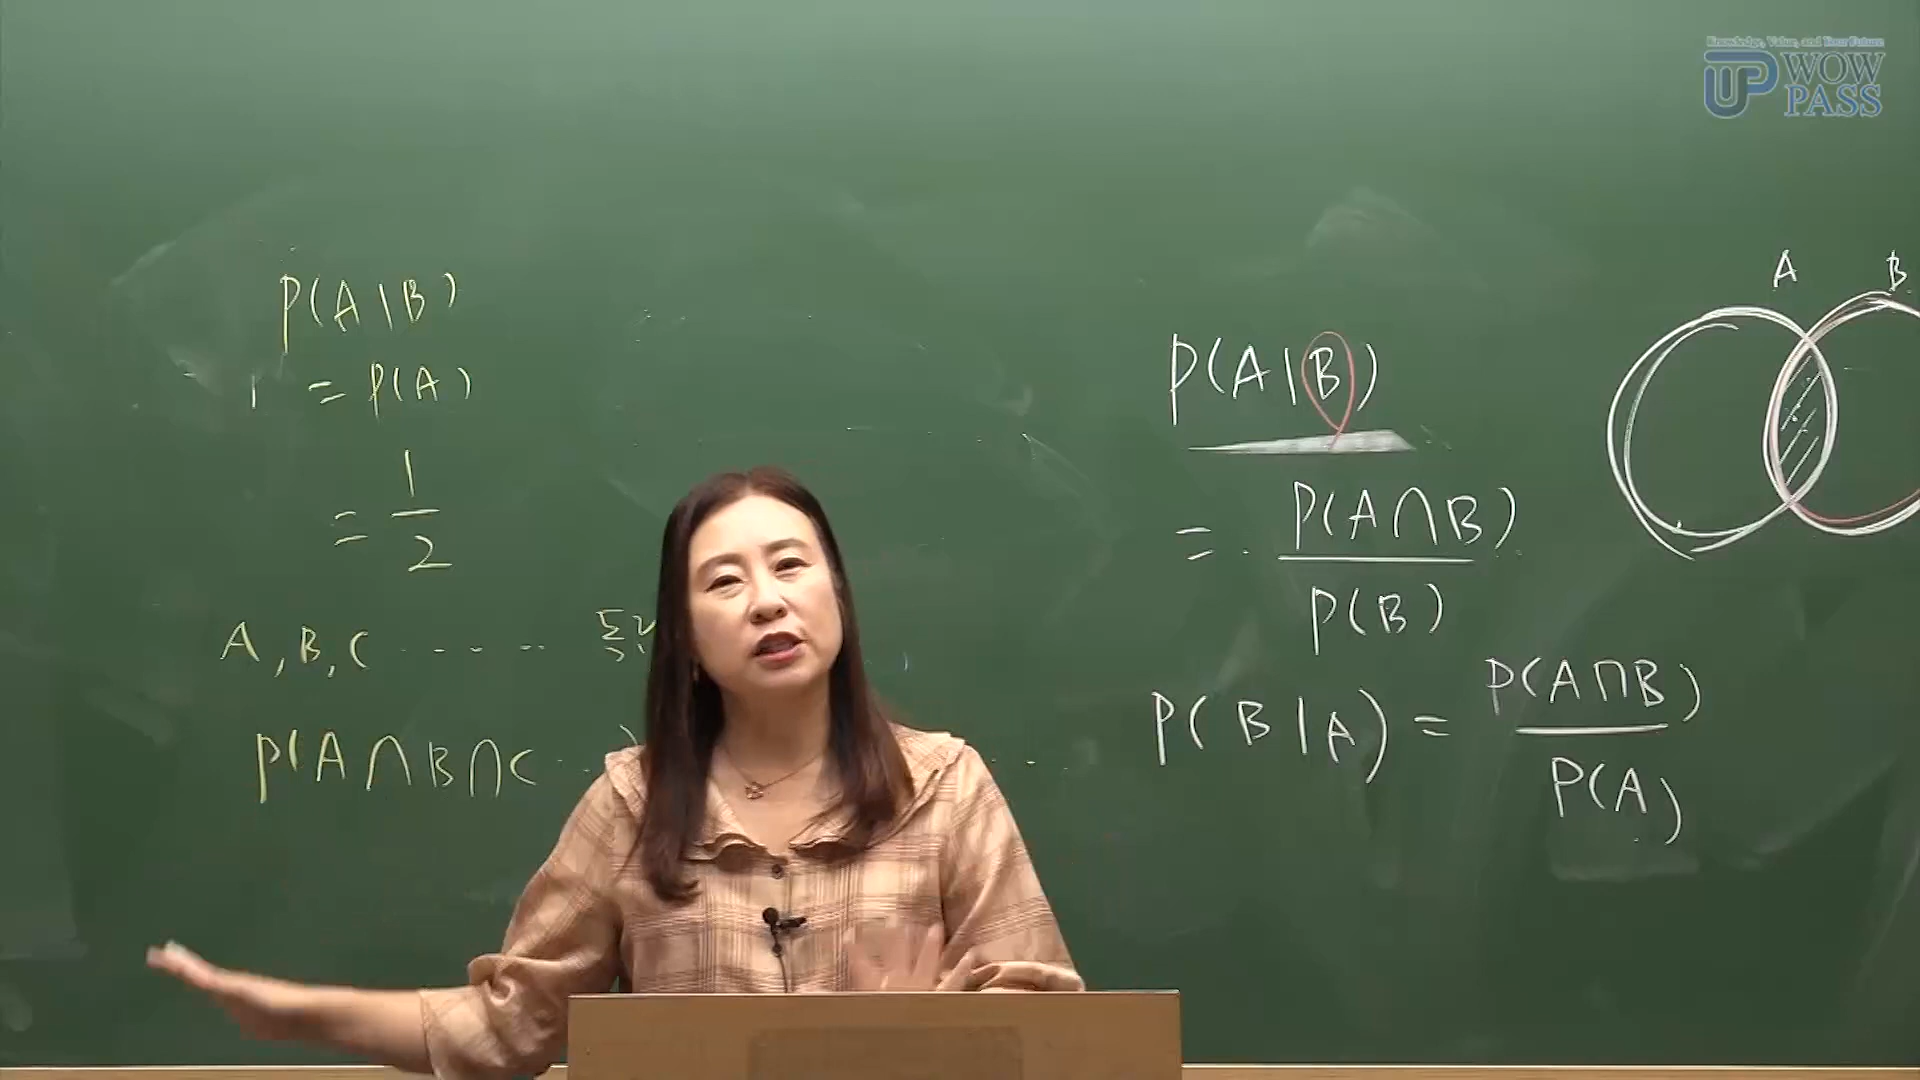 Knowledge, Value, and Your Future
UP WOW PASS
P(A|B)
= P(A)
= 1/2
A, B, C ......
P(A∩B∩C ...)
P(A|B)
= P(A∩B) / P(B)
P(B|A) = P(A∩B) / P(A)
A B